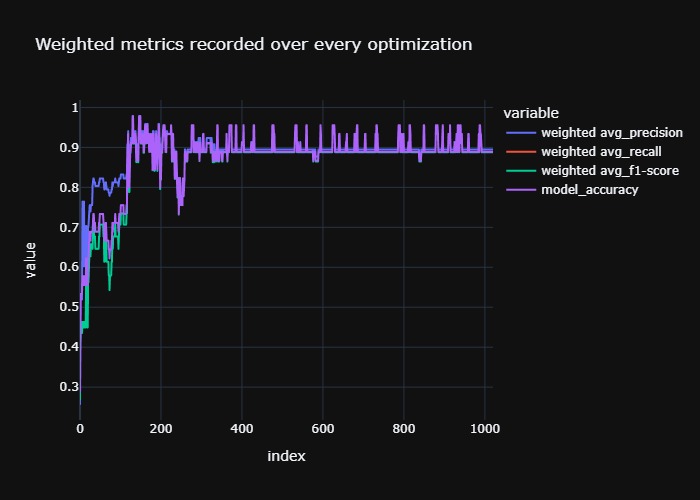 Weighted metrics recorded over every optimization
variable
weighted avg_precision
weighted avg_recall
weighted avg_f1-score
model_accuracy
value
1
0.9
0.8
0.7
0.6
0.5
0.4
0.3
0 200 400 600 800 1000
index